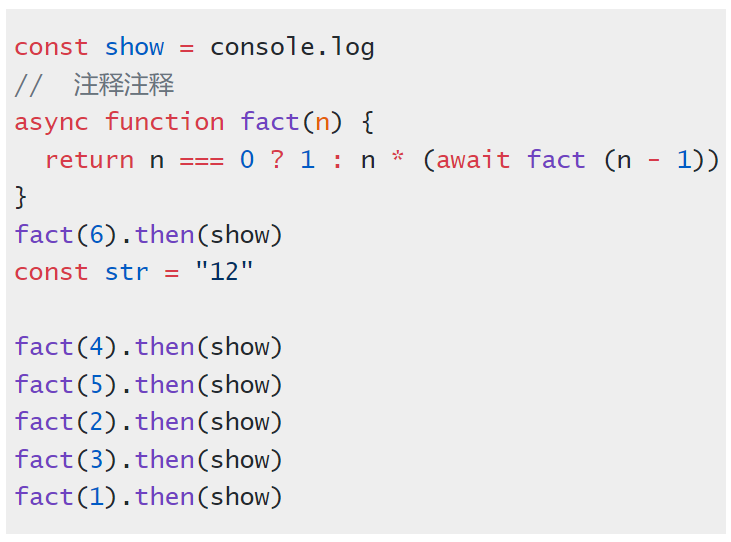 const show = console.log
//  注释注释
async function fact(n) {
  return n === 0 ? 1 : n * (await fact (n - 1))
}
fact(6).then(show)
const str = "12"

fact(4).then(show)
fact(5).then(show)
fact(2).then(show)
fact(3).then(show)
fact(1).then(show)